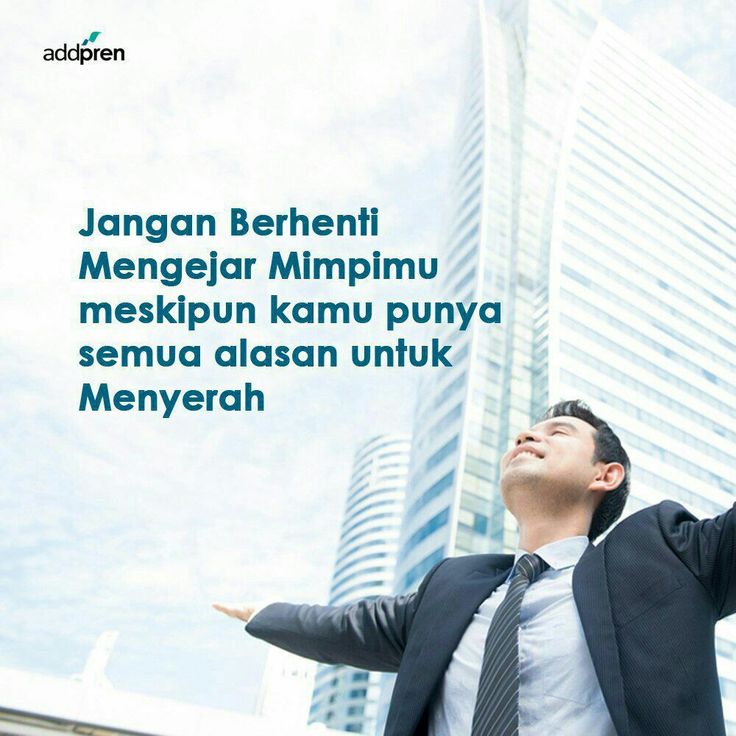 addpren
Jangan Berhenti
Mengejar Mimpimu
meskipun kamu punya
semua alasan untuk
Menyerah